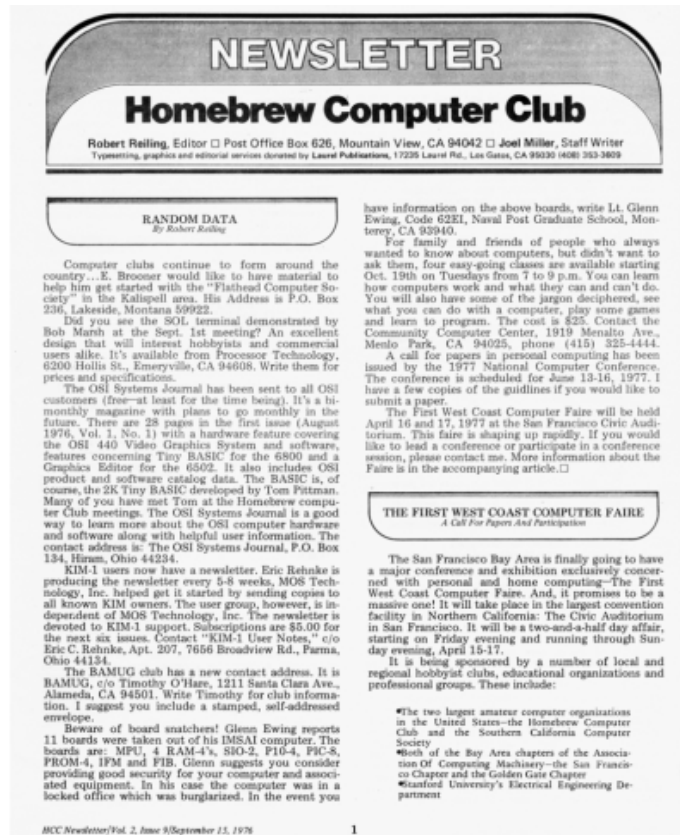 NEWSLETTER
Homebrew Computer Club
Robert Reiling, Editor □ Post Office Box 626, Mountain View, CA 94042 □ Joel Miller, Staff Writer
Typesetting, graphics and editorial services donated by Laurel Publications, 17235 Laurel Rd., Los Gatos, CA 95030 (408) 353-3609
RANDOM DATA
By Robert Reiling
Computer clubs continue to form around the
country...E. Brooner would like to have material to
help him get started with the "Flathead Computer So-
ciety" in the Kalispell area. His Address is P.O. Box
236, Lakeside, Montana 59922.
Did you see the SOL terminal demonstrated by
Bob Marsh at the Sept. 1st meeting? An excellent
design that will interest hobbyists and commercial
users alike. It's available from Processor Technology,
6200 Hollis St., Emeryville, CA 94608. Write them for
prices and specifications.
The OSI Systems Journal has been sent to all OSI
customers (free—at least for the time being). It's a bi-
monthly magazine with plans to go monthly in the
future. There are 28 pages in the first issue (August
1976, Vol. 1, No. 1) with a hardware feature covering
the OSI 440 Video Graphics System and software,
features concerning Tiny BASIC for the 6800 and a
Graphics Editor for the 6502. It also includes OSI
product and software catalog data. The BASIC is, of
course, the 2K Tiny BASIC developed by Tom Pittman.
Many of you have met Tom at the Homebrew compu-
ter Club meetings. The OSI Systems Journal is a good
way to learn more about the OSI computer hardware
and software along with helpful user information. The
contact address is: The OSI Systems Journal, P.O. Box
134, Hiram, Ohio 44234.
KIM-1 users now have a newsletter. Eric Rehnke is
producing the newsletter every 5-8 weeks, MOS Tech-
nology, Inc. helped get it started by sending copies to
all known KIM owners. The user group, however, is in-
dependent of MOS Technology, Inc. The newsletter is
devoted to KIM-1 support. Subscriptions are $5.00 for
the next six issues. Contact "KIM-1 User Notes," c/o
Eric C. Rehnke, Apt. 207, 7656 Broadview Rd., Parma,
Ohio 44134.
The BAMUG club has a new contact address. It is
BAMUG, c/o Timothy O'Hare, 1211 Santa Clara Ave.,
Alameda, CA 94501. Write Timothy for club informa-
tion. I suggest you include a stamped, self-addressed
envelope.
Beware of board snatchers! Glenn Ewing reports
11 boards were taken out of his IMSAI computer. The
boards are: MPU, 4 RAM-4's, SIO-2, P10-4, PIC-8,
PROM-4, IFM and FIB. Glenn suggests you consider
providing good security for your computer and associ-
ated equipment. In his case the computer was in a
locked office which was burglarized. In the event you
have information on the above boards, write Lt. Glenn
Ewing, Code 62EI, Naval Post Graduate School, Mon-
terey, CA 93940.
For family and friends of people who always
wanted to know about computers, but didn't want to
ask them, four easy-going classes are available starting
Oct. 19th on Tuesdays from 7 to 9 p.m. You can learn
how computers work and what they can and can't do.
You will also have some of the jargon deciphered, see
what you can do with a computer, play some games
and learn to program. The cost is $25. Contact the
Community Computer Center, 1919 Menalto Ave.,
Menlo Park, CA 94025, phone (415) 325-4444.
A call for papers in personal computing has been
issued by the 1977 National Computer Conference.
The conference is scheduled for June 13-16, 1977. I
have a few copies of the guidlines if you would like to
submit a paper.
The First West Coast Computer Faire will be held
April 16 and 17, 1977 at the San Francisco Civic Audi-
torium. This faire is shaping up rapidly. If you would
like to lead a conference or participate in a conference
session, please contact me. More information about the
Faire is in the accompanying article.□
THE FIRST WEST COAST COMPUTER FAIRE
A Call For Papers And Participation
The San Francisco Bay Area is finally going to have
a major conference and exhibition exclusively concer-
ned with personal and home computing—The First
West Coast Computer Faire. And, it promises to be a
massive one! It will take place in the largest convention
facility in Northern California: The Civic Auditorium
in San Francisco. It will be a two-and-a-half day affair,
starting on Friday evening and running through Sun-
day evening, April 15-17.
It is being sponsored by a number of local and
regional hobbyist clubs, educational organizations and
professional groups. These include:
•The two largest amateur computer organizations
in the United States—the Homebrew Computer
Club and the Southern California Computer
Society
•Both of the Bay Area chapters of the Associa-
tion Of Computing Machinery—the San Francis-
co Chapter and the Golden Gate Chapter
•Stanford University's Electrical Engineering De-
partment
HCC Newsletter/Vol. 2, Issue 9/September 15, 1976
1